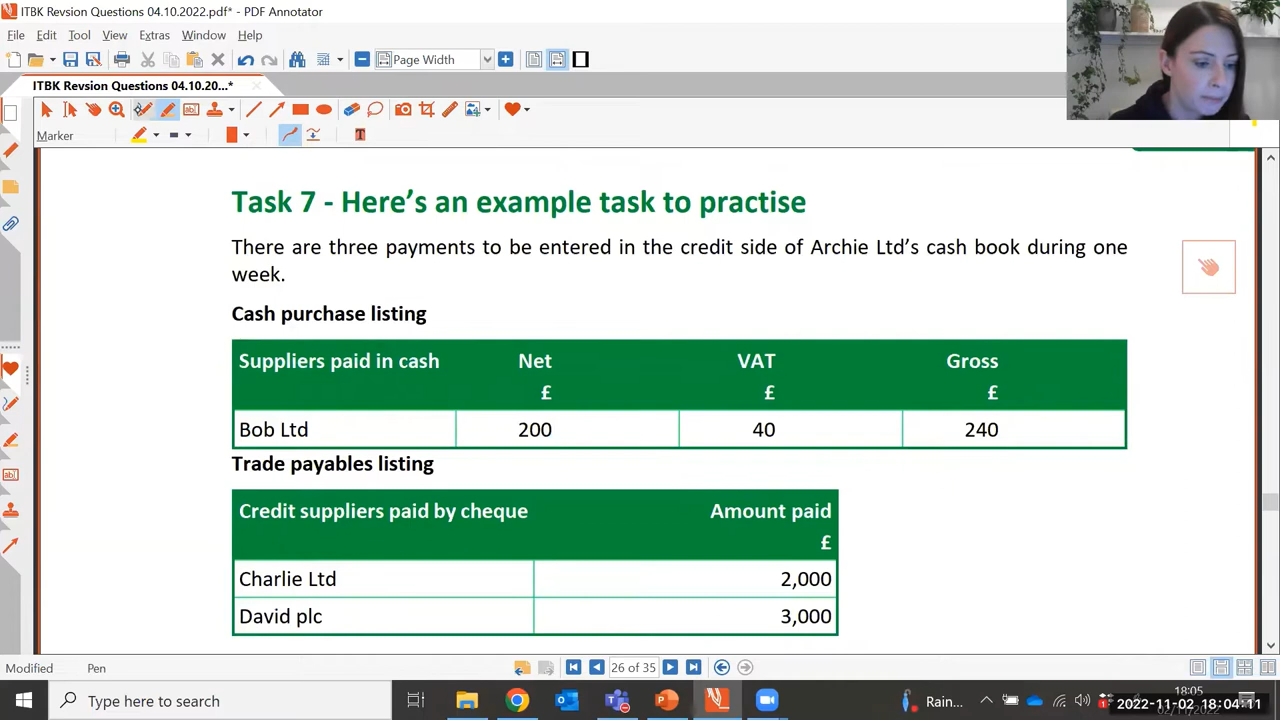 ITBK Revsion Questions 04.10.2022.pdf* - PDF Annotator
File Edit Tool View Extras Window Help
Page Width
ITBK Revsion Questions 04.10.20...*
Marker
Task 7 - Here's an example task to practise
There are three payments to be entered in the credit side of Archie Ltd's cash book during one
week.
Cash purchase listing
Suppliers paid in cash Net VAT Gross
£ £ £
Bob Ltd 200 40 240
Trade payables listing
Credit suppliers paid by cheque Amount paid
£
Charlie Ltd 2,000
David plc 3,000
Modified Pen 26 of 35
Type here to search
Rain...
18:05
2022-11-02 18:04:11